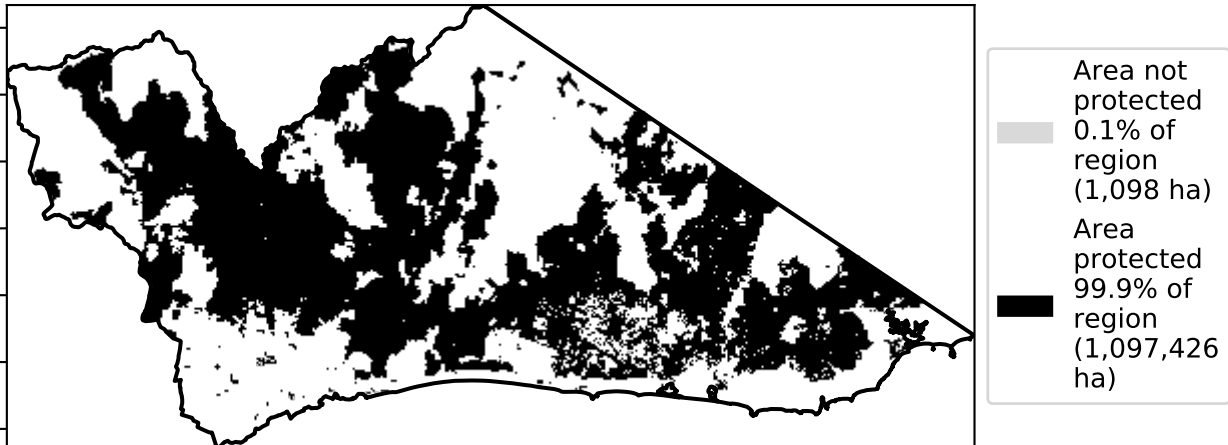 Area not
protected
0.1% of
region
(1,098 ha)
Area
protected
99.9% of
region
(1,097,426
ha)